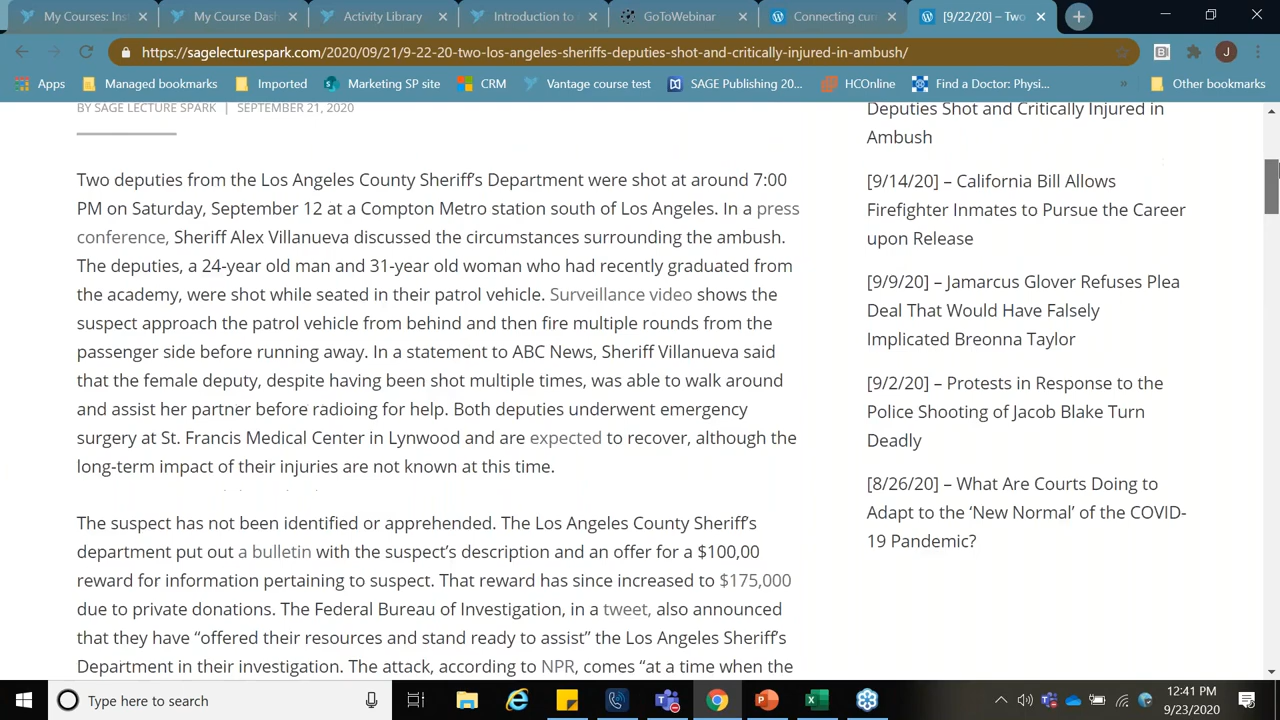 My Courses: Inst
My Course Dash
Activity Library
Introduction to
GoToWebinar
Connecting curr
[9/22/20] – Two
https://sagelecturespark.com/2020/09/21/9-22-20-two-los-angeles-sheriffs-deputies-shot-and-critically-injured-in-ambush/
J
Apps
Managed bookmarks
Imported
Marketing SP site
CRM
Vantage course test
SAGE Publishing 20...
HCOnline
Find a Doctor: Physi...
»
Other bookmarks
BY SAGE LECTURE SPARK | SEPTEMBER 21, 2020
Two deputies from the Los Angeles County Sheriff's Department were shot at around 7:00
PM on Saturday, September 12 at a Compton Metro station south of Los Angeles. In a press
conference, Sheriff Alex Villanueva discussed the circumstances surrounding the ambush.
The deputies, a 24-year old man and 31-year old woman who had recently graduated from
the academy, were shot while seated in their patrol vehicle. Surveillance video shows the
suspect approach the patrol vehicle from behind and then fire multiple rounds from the
passenger side before running away. In a statement to ABC News, Sheriff Villanueva said
that the female deputy, despite having been shot multiple times, was able to walk around
and assist her partner before radioing for help. Both deputies underwent emergency
surgery at St. Francis Medical Center in Lynwood and are expected to recover, although the
long-term impact of their injuries are not known at this time.
The suspect has not been identified or apprehended. The Los Angeles County Sheriff's
department put out a bulletin with the suspect's description and an offer for a $100,00
reward for information pertaining to suspect. That reward has since increased to $175,000
due to private donations. The Federal Bureau of Investigation, in a tweet, also announced
that they have “offered their resources and stand ready to assist” the Los Angeles Sheriff's
Department in their investigation. The attack, according to NPR, comes “at a time when the
Deputies Shot and Critically Injured in
Ambush
[9/14/20] – California Bill Allows
Firefighter Inmates to Pursue the Career
upon Release
[9/9/20] – Jamarcus Glover Refuses Plea
Deal That Would Have Falsely
Implicated Breonna Taylor
[9/2/20] – Protests in Response to the
Police Shooting of Jacob Blake Turn
Deadly
[8/26/20] – What Are Courts Doing to
Adapt to the ‘New Normal’ of the COVID-
19 Pandemic?
Type here to search
12:41 PM
9/23/2020